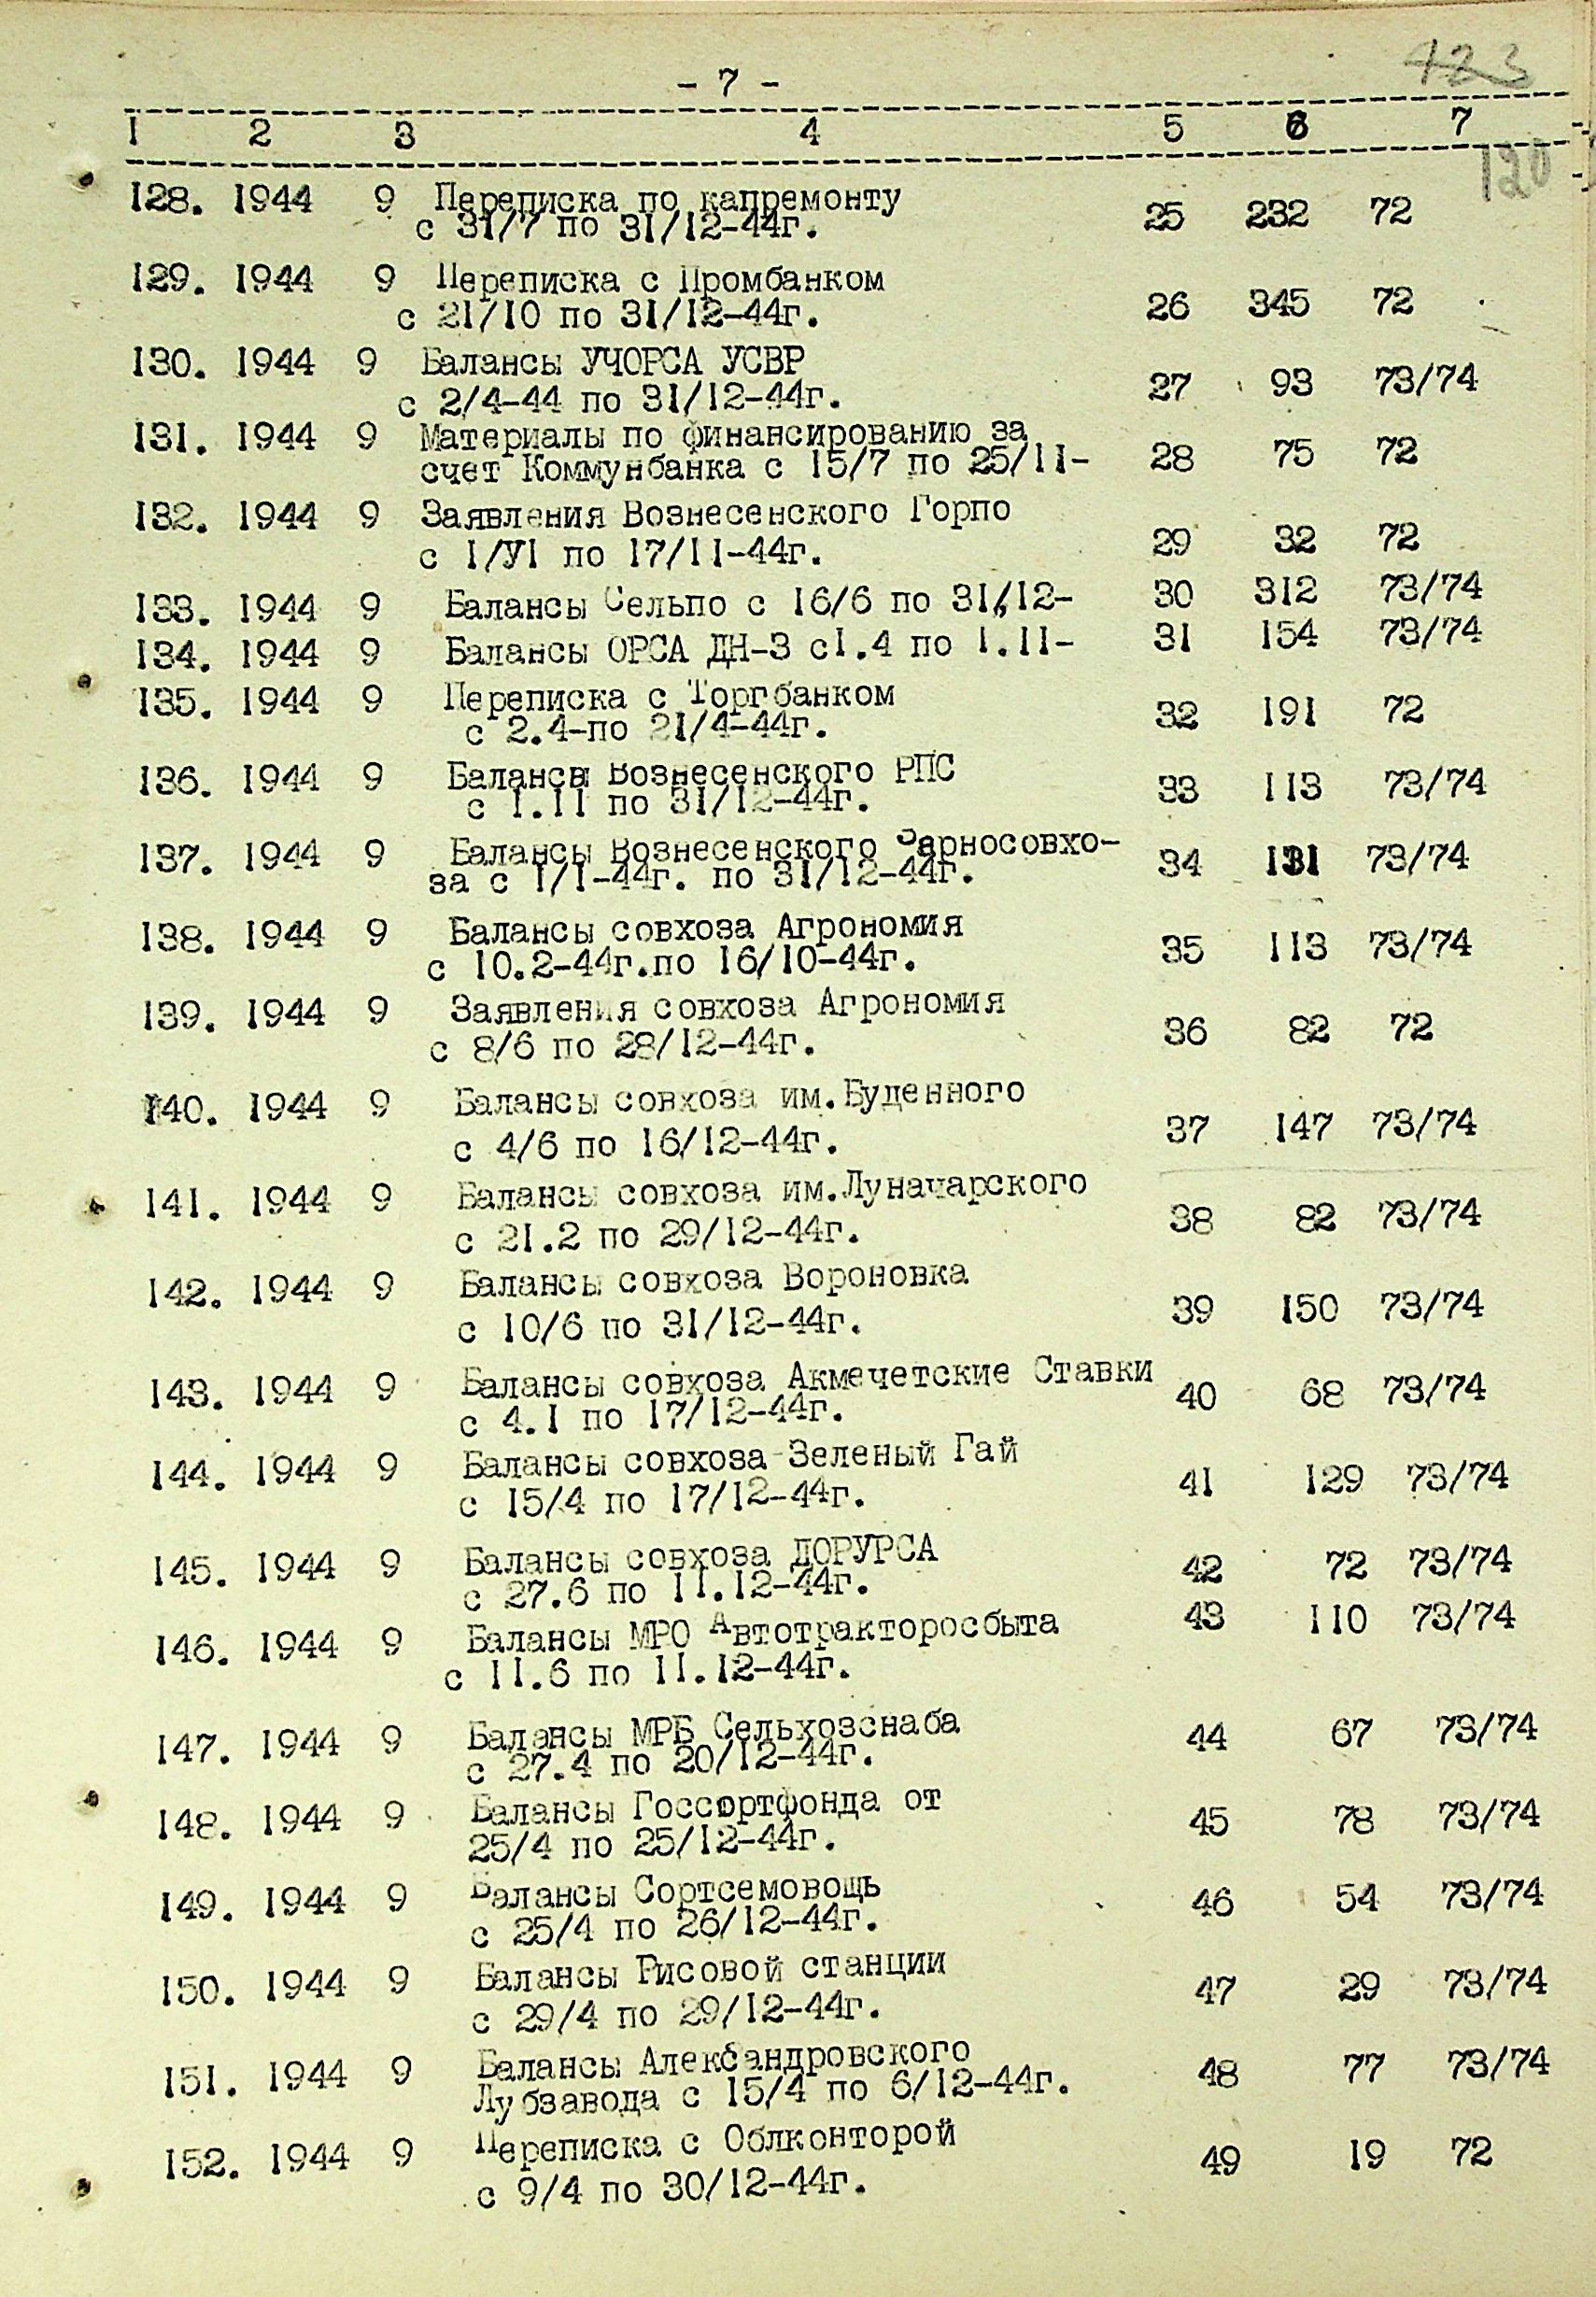 123
- 7 -
1 2 3 4 5 6 7
120
128. 1944 9 Переписка по капремонту
с 31/7 по 31/12-44г. 25 232 72
129. 1944 9 Переписка с Промбанком
с 21/10 по 31/12-44г. 26 345 72
130. 1944 9 Балансы УЧОРСА УСВР
с 2/4-44 по 31/12-44г. 27 93 73/74
131. 1944 9 Материалы по финансированию за
счет Коммунбанка с 15/7 по 25/11- 28 75 72
132. 1944 9 Заявления Вознесенского Горпо
с 1/У1 по 17/11-44г. 29 32 72
133. 1944 9 Балансы Сельпо с 16/6 по 31/12- 30 312 73/74
134. 1944 9 Балансы ОРСА ДН-3 с1.4 по 1.11- 31 154 73/74
135. 1944 9 Переписка с Торгбанком
с 2.4-по 21/4-44г. 32 191 72
136. 1944 9 Балансы Вознесенского РПС
с 1.11 по 31/12-44г. 33 113 73/74
137. 1944 9 Балансы Вознесенского Зарносовхо-
за с 1/1-44г. по 31/12-44г. 34 131 73/74
138. 1944 9 Балансы совхоза Агрономия
с 10.2-44г.по 16/10-44г. 35 113 73/74
139. 1944 9 Заявления совхоза Агрономия
с 8/6 по 28/12-44г. 36 82 72
140. 1944 9 Балансы совхоза им.Буденного
с 4/6 по 16/12-44г. 37 147 73/74
141. 1944 9 Балансы совхоза им.Луначарского
с 21.2 по 29/12-44г. 38 82 73/74
142. 1944 9 Балансы совхоза Вороновка
с 10/6 по 31/12-44г. 39 150 73/74
143. 1944 9 Балансы совхоза Акмечетские Ставки
с 4.1 по 17/12-44г. 40 68 73/74
144. 1944 9 Балансы совхоза Зеленый Гай
с 15/4 по 17/12-44г. 41 129 73/74
145. 1944 9 Балансы совхоза ДОРУРСА
с 27.6 по 11.12-44г. 42 72 73/74
146. 1944 9 Балансы МРО Автотракторосбыта 43 110 73/74
с 11.6 по 11.12-44г.
147. 1944 9 Балансы МРБ Сельхозснаба
с 27.4 по 20/12-44г. 44 67 73/74
148. 1944 9 Балансы Госсортфонда от
25/4 по 25/12-44г. 45 78 73/74
149. 1944 9 Балансы Сортсемовощь
с 25/4 по 26/12-44г. 46 54 73/74
150. 1944 9 Балансы Рисовой станции
с 29/4 по 29/12-44г. 47 29 73/74
151. 1944 9 Балансы Александровского
Лубзавода с 15/4 по 6/12-44г. 48 77 73/74
152. 1944 9 Переписка с Облконторой
с 9/4 по 30/12-44г. 49 19 72